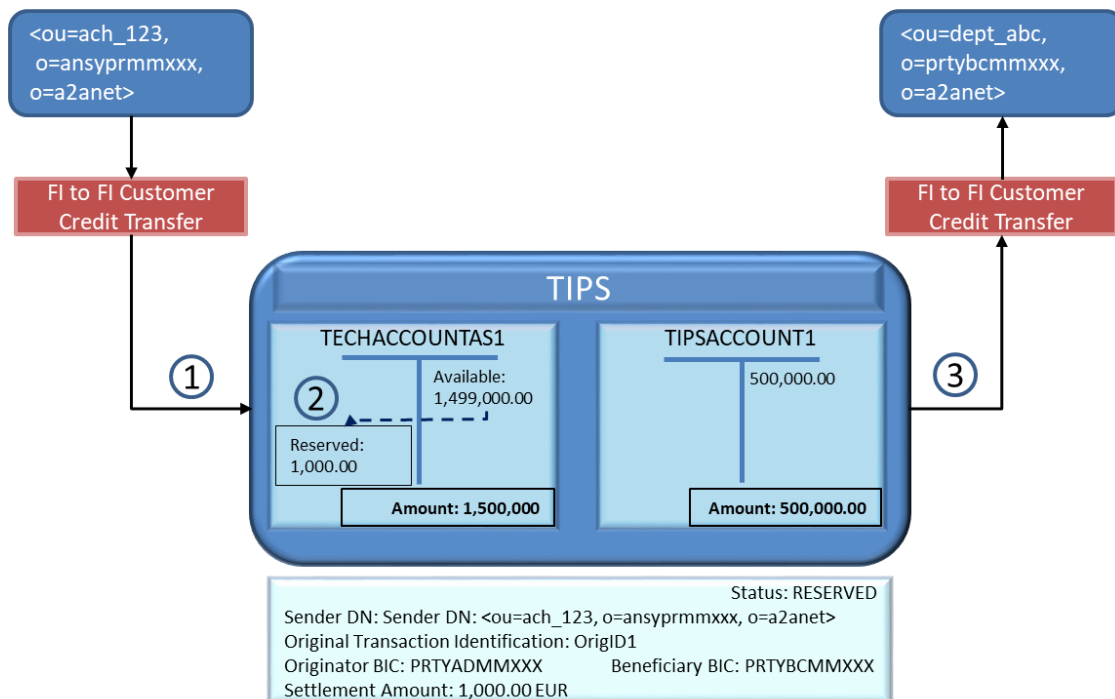 <ou=ach_123,
o=ansyprmmxxx,
o=a2anet>
<ou=dept_abc,
o=prtybcmmxxx,
o=a2anet>
FI to FI Customer
Credit Transfer
FI to FI Customer
Credit Transfer
TIPS
TECHACCOUNTAS1
TIPSACCOUNT1
1
2
Available:
1,499,000.00
500,000.00
3
Reserved:
1,000.00
Amount: 1,500,000
Amount: 500,000.00
Status: RESERVED
Sender DN: Sender DN: <ou=ach_123, o=ansyprmmxxx, o=a2anet>
Original Transaction Identification: OrigID1
Originator BIC: PRTYADMMXXX Beneficiary BIC: PRTYBCMMXXX
Settlement Amount: 1,000.00 EUR